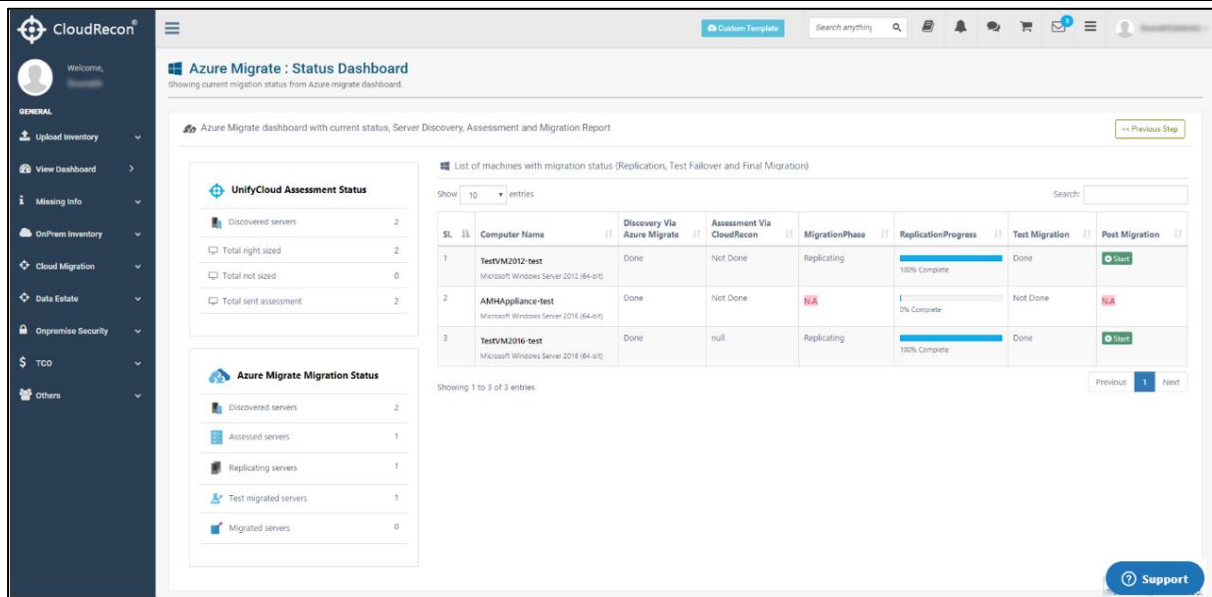 CloudRecon®
Custom Template
Search anything
3
Welcome,
GENERAL
Upload Inventory
View Dashboard
Missing Info
OnPrem Inventory
Cloud Migration
Data Estate
Onpremise Security
TCO
Others
Azure Migrate : Status Dashboard
Showing current migation status from Azure migrate dashboard.
Azure Migrate dashboard with current status, Server Discovery, Assessment and Migration Report
<< Previous Step
UnifyCloud Assessment Status
Discovered servers 2
Total right sized 2
Total not sized 0
Total sent assessment 2
Azure Migrate Migration Status
Discovered servers 2
Assessed servers 1
Replicating servers 1
Test migrated servers 1
Migrated servers 0
List of machines with migration status (Replication, Test Failover and Final Migration)
Show 10 entries
Search:
Sl. Computer Name Discovery Via Azure Migrate Assessment Via CloudRecon MigrationPhase ReplicationProgress Test Migration Post Migration
1 TestVM2012-test Done Not Done Replicating Done Start
Microsoft Windows Server 2012 (64-bit) 100% Complete
2 AMHAppliance-test Done Not Done N.A Not Done N.A
Microsoft Windows Server 2016 (64-bit) 0% Complete
3 TestVM2016-test Done null Replicating Done Start
Microsoft Windows Server 2016 (64-bit) 100% Complete
Showing 1 to 3 of 3 entries
Previous 1 Next
Support